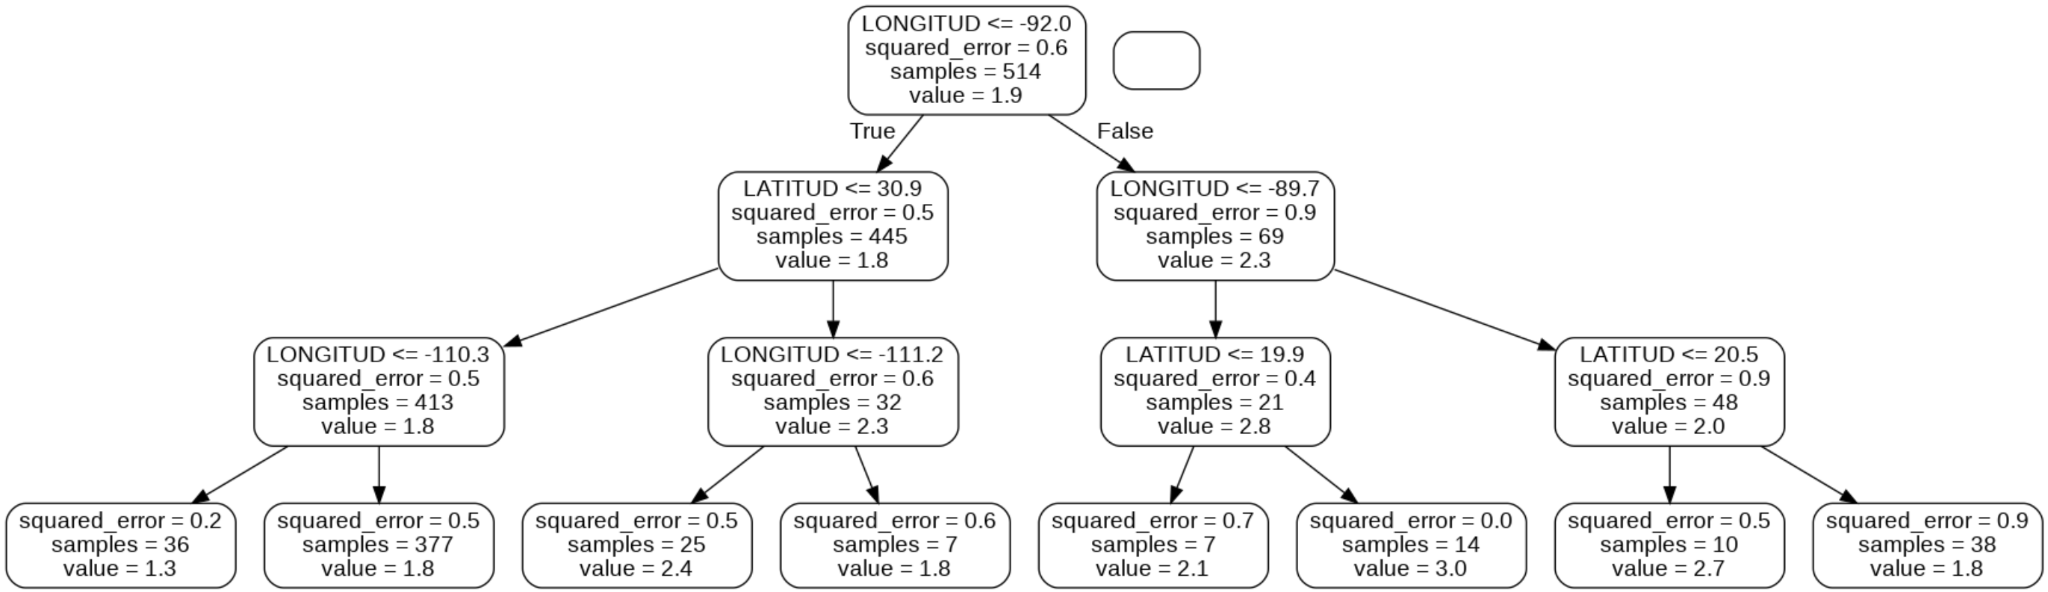 LONGITUD <= -92.0
squared_error = 0.6
samples = 514
value = 1.9
True
False
LATITUD <= 30.9
squared_error = 0.5
samples = 445
value = 1.8
LONGITUD <= -89.7
squared_error = 0.9
samples = 69
value = 2.3
LONGITUD <= -110.3
squared_error = 0.5
samples = 413
value = 1.8
LONGITUD <= -111.2
squared_error = 0.6
samples = 32
value = 2.3
LATITUD <= 19.9
squared_error = 0.4
samples = 21
value = 2.8
LATITUD <= 20.5
squared_error = 0.9
samples = 48
value = 2.0
squared_error = 0.2
samples = 36
value = 1.3
squared_error = 0.5
samples = 377
value = 1.8
squared_error = 0.5
samples = 25
value = 2.4
squared_error = 0.6
samples = 7
value = 1.8
squared_error = 0.7
samples = 7
value = 2.1
squared_error = 0.0
samples = 14
value = 3.0
squared_error = 0.5
samples = 10
value = 2.7
squared_error = 0.9
samples = 38
value = 1.8